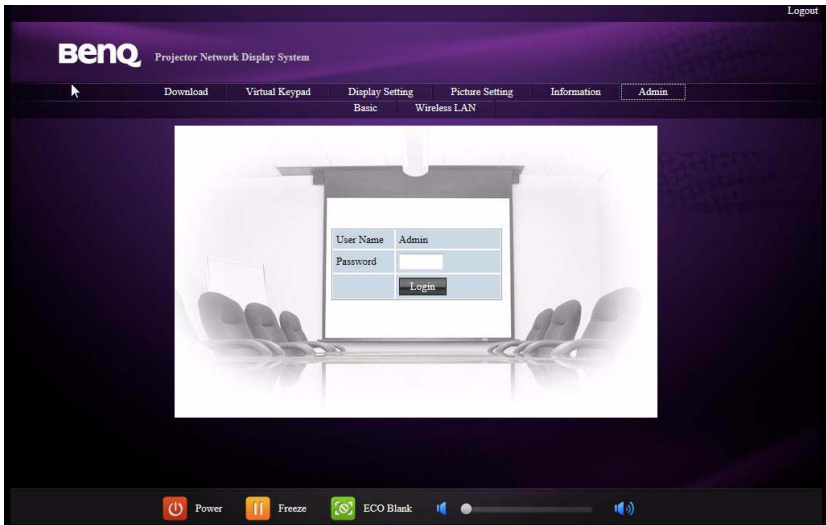 Logout
BenQ Projector Network Display System
Download Virtual Keypad Display Setting Picture Setting Information Admin
Basic Wireless LAN
User Name Admin
Password
Login
Power Freeze ECO Blank